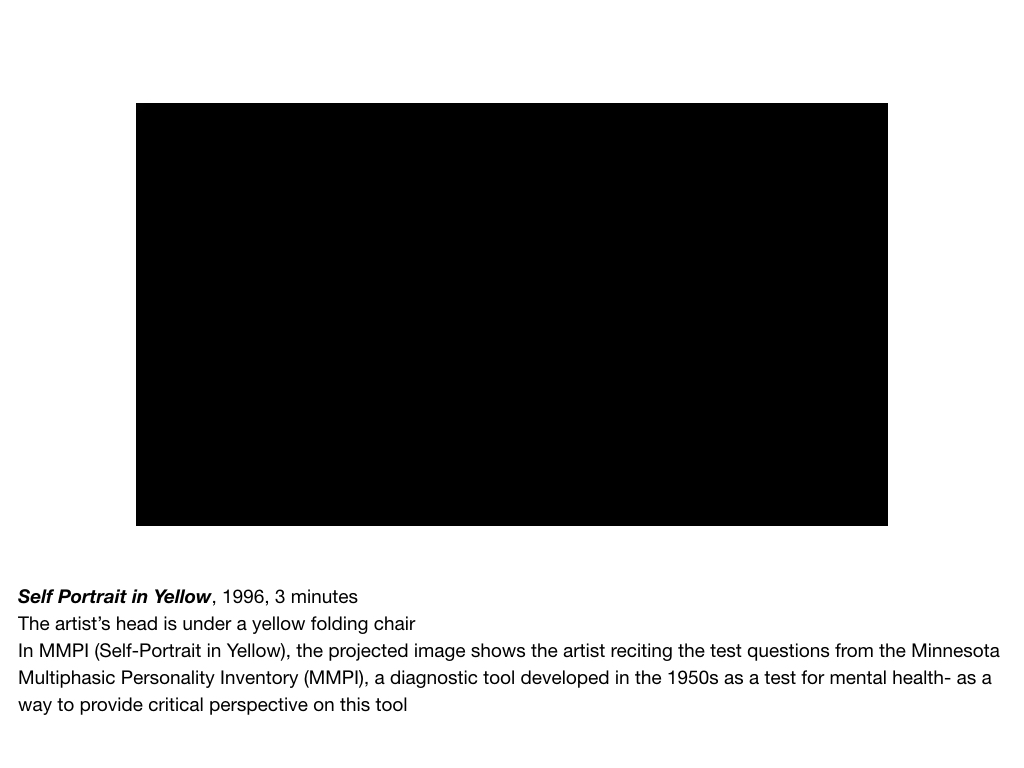 Self Portrait in Yellow, 1996, 3 minutes
The artist’s head is under a yellow folding chair
In MMPI (Self-Portrait in Yellow), the projected image shows the artist reciting the test questions from the Minnesota
Multiphasic Personality Inventory (MMPI), a diagnostic tool developed in the 1950s as a test for mental health- as a
way to provide critical perspective on this tool